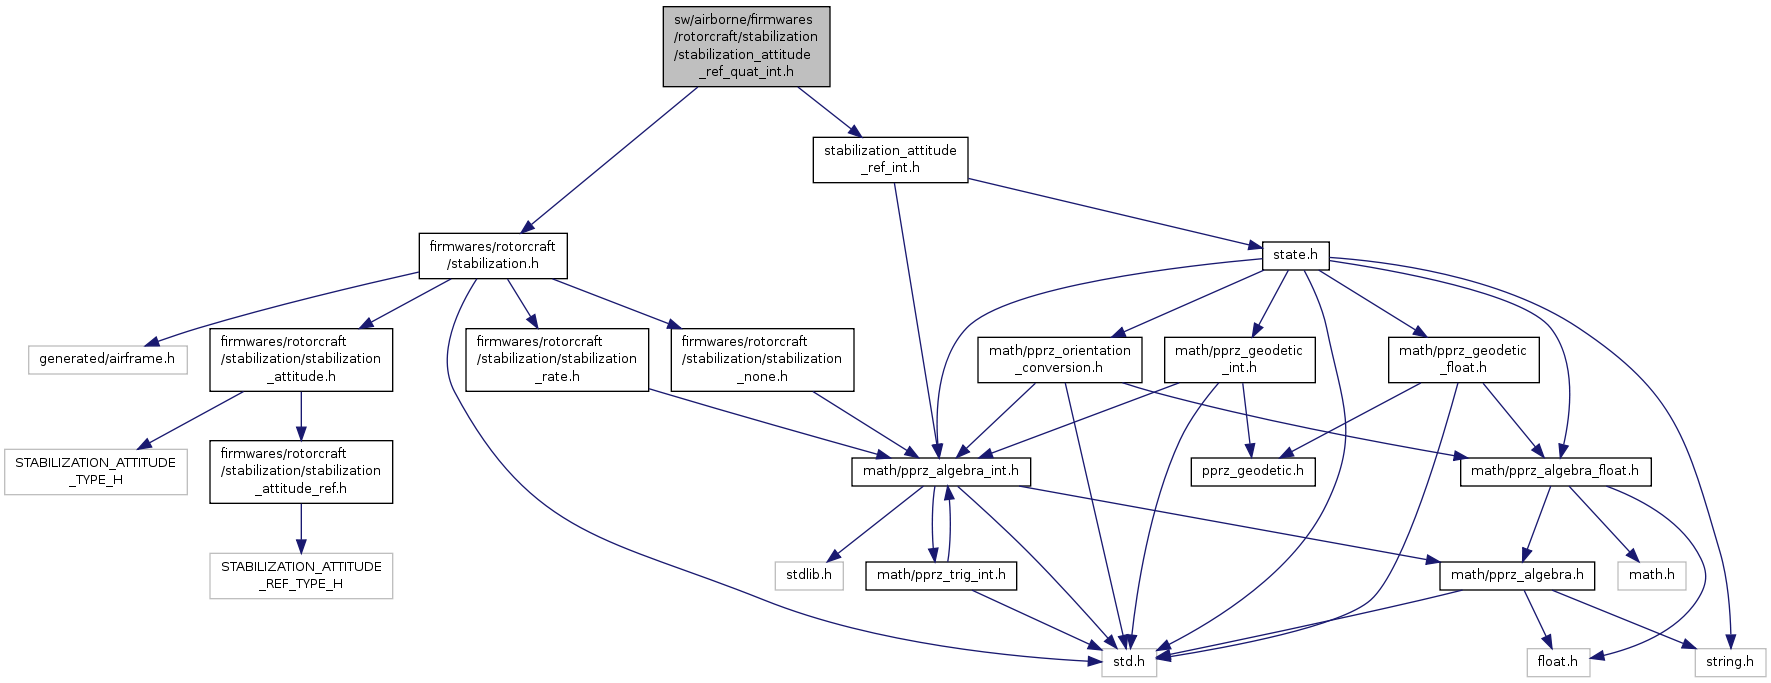 sw/airborne/firmwares
/rotorcraft/stabilization
/stabilization_attitude
_ref_quat_int.h
stabilization_attitude
_ref_int.h
firmwares/rotorcraft
/stabilization.h
state.h
generated/airframe.h
firmwares/rotorcraft
/stabilization/stabilization
_attitude.h
firmwares/rotorcraft
/stabilization/stabilization
_rate.h
firmwares/rotorcraft
/stabilization/stabilization
_none.h
math/pprz_orientation
_conversion.h
math/pprz_geodetic
_int.h
math/pprz_geodetic
_float.h
STABILIZATION_ATTITUDE
_TYPE_H
firmwares/rotorcraft
/stabilization/stabilization
_attitude_ref.h
math/pprz_algebra_int.h
pprz_geodetic.h
math/pprz_algebra_float.h
STABILIZATION_ATTITUDE
_REF_TYPE_H
stdlib.h
math/pprz_trig_int.h
math/pprz_algebra.h
math.h
std.h
float.h
string.h